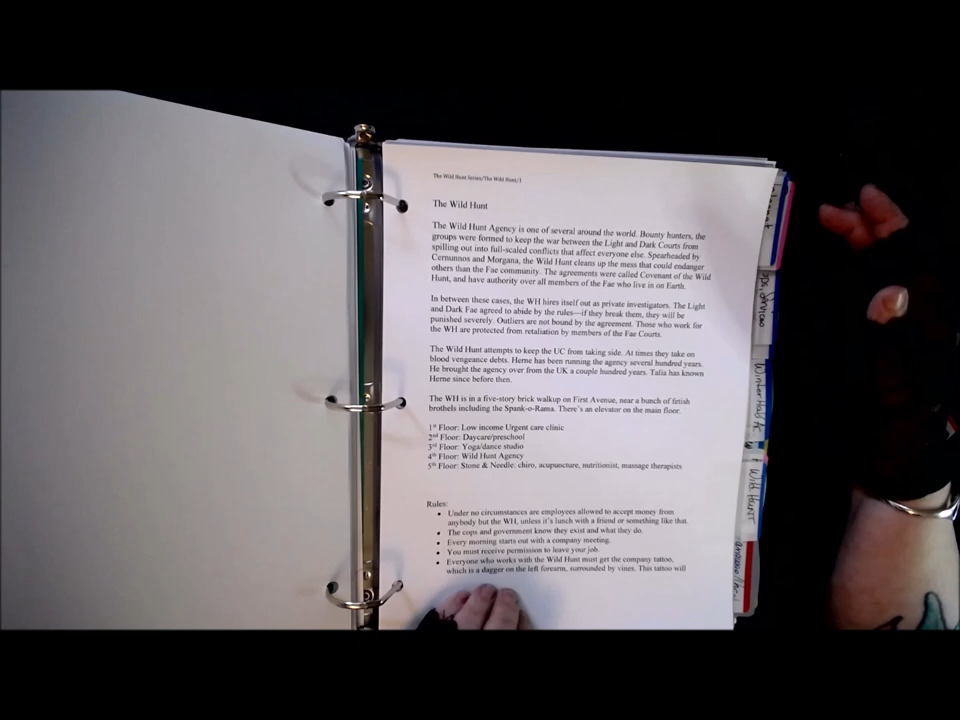 The Wild Hunt Series/The Wild Hunt/1
The Wild Hunt
The Wild Hunt Agency is one of several around the world. Bounty hunters, the
groups were formed to keep the war between the Light and Dark Courts from
spilling out into full-scaled conflicts that affect everyone else. Spearheaded by
Cernunnos and Morgana, the Wild Hunt cleans up the mess that could endanger
others than the Fae community. The agreements were called Covenant of the Wild
Hunt, and have authority over all members of the Fae who live in on Earth.
In between these cases, the WH hires itself out as private investigators. The Light
and Dark Fae agreed to abide by the rules—if they break them, they will be
punished severely. Outliers are not bound by the agreement. Those who work for
the WH are protected from retaliation by members of the Fae Courts.
The Wild Hunt attempts to keep the UC from taking side. At times they take on
blood vengeance debts. Herne has been running the agency several hundred years.
He brought the agency over from the UK a couple hundred years. Talia has known
Herne since before then.
The WH is in a five-story brick walkup on First Avenue, near a bunch of fetish
brothels including the Spank-o-Rama. There's an elevator on the main floor.
1st Floor: Low income Urgent care clinic
2nd Floor: Daycare/preschool
3rd Floor: Yoga/dance studio
4th Floor: Wild Hunt Agency
5th Floor: Stone & Needle: chiro, acupuncture, nutritionist, massage therapists
Rules:
• Under no circumstances are employees allowed to accept money from
anybody but the WH, unless it's lunch with a friend or something like that.
• The cops and government know they exist and what they do.
• Every morning starts out with a company meeting.
• You must receive permission to leave your job.
• Everyone who works with the Wild Hunt must get the company tattoo,
which is a dagger on the left forearm, surrounded by vines. This tattoo will
Wild Hunt